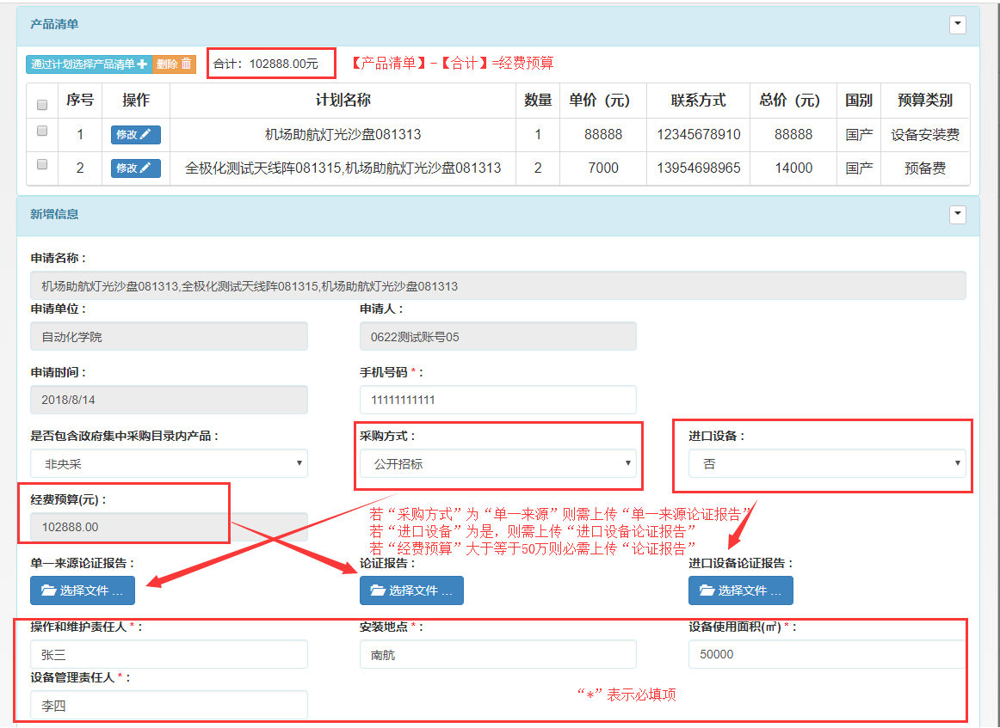 产品清单
通过计划选择产品清单 删除 合计：102888.00元 【产品清单】-【合计】=经费预算
序号 操作 计划名称 数量 单价（元） 联系方式 总价（元） 国别 预算类别
1 修改 机场助航灯光沙盘081313 1 88888 12345678910 88888 国产 设备安装费
2 修改 全极化测试天线阵081315,机场助航灯光沙盘081313 2 7000 13954698965 14000 国产 预备费
新增信息
申请名称：
机场助航灯光沙盘081313,全极化测试天线阵081315,机场助航灯光沙盘081313
申请单位： 申请人：
自动化学院 0622测试账号05
申请时间： 手机号码 *：
2018/8/14 11111111111
是否包含政府集中采购目录内产品： 采购方式： 进口设备：
非央采 公开招标 否
经费预算(元)：
102888.00
若“采购方式”为“单一来源”则需上传“单一来源论证报告”
若“进口设备”为是，则需上传“进口设备论证报告”
若“经费预算”大于等于50万则必需上传“论证报告”
单一来源论证报告： 论证报告： 进口设备论证报告：
选择文件 ... 选择文件 ... 选择文件 ...
操作和维护责任人 *： 安装地点 *： 设备使用面积(㎡) *：
张三 南航 50000
设备管理责任人 *：
李四
“*”表示必填项